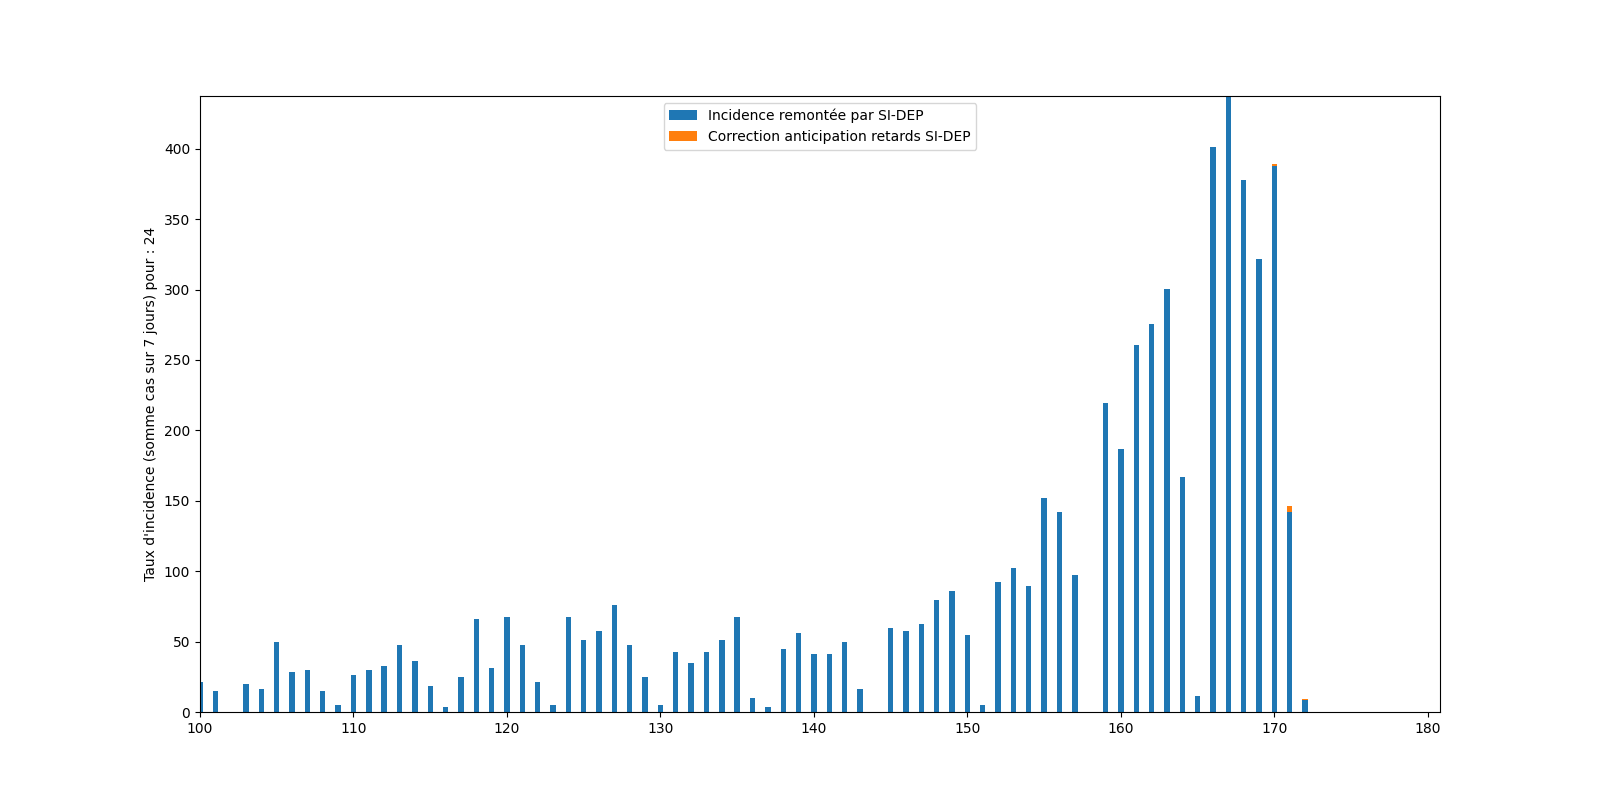 Incidence remontée par SI-DEP
Correction anticipation retards SI-DEP
Taux d'incidence (somme cas sur 7 jours) pour : 24
400
350
300
250
200
150
100
50
0
100 110 120 130 140 150 160 170 180